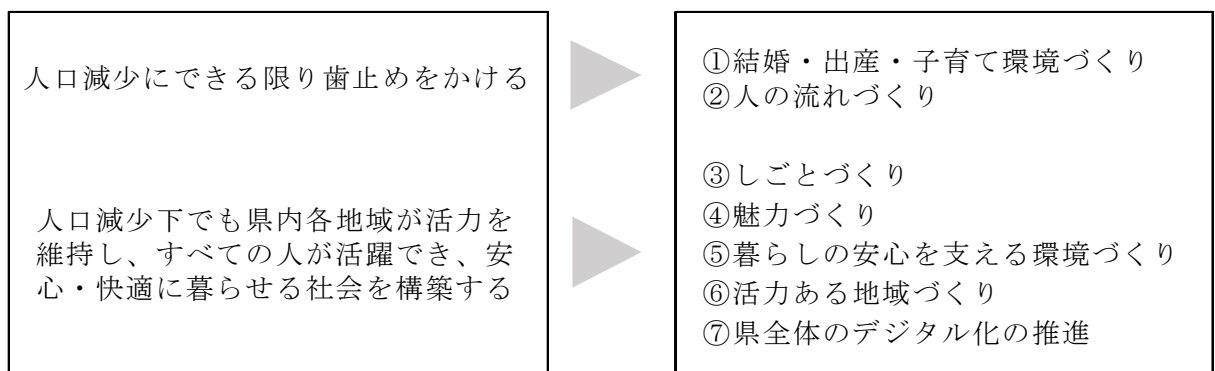 人口減少にできる限り歯止めをかける
①結婚・出産・子育て環境づくり
②人の流れづくり
人口減少下でも県内各地域が活力を
維持し、すべての人が活躍でき、安
心・快適に暮らせる社会を構築する
③しごとづくり
④魅力づくり
⑤暮らしの安心を支える環境づくり
⑥活力ある地域づくり
⑦県全体のデジタル化の推進